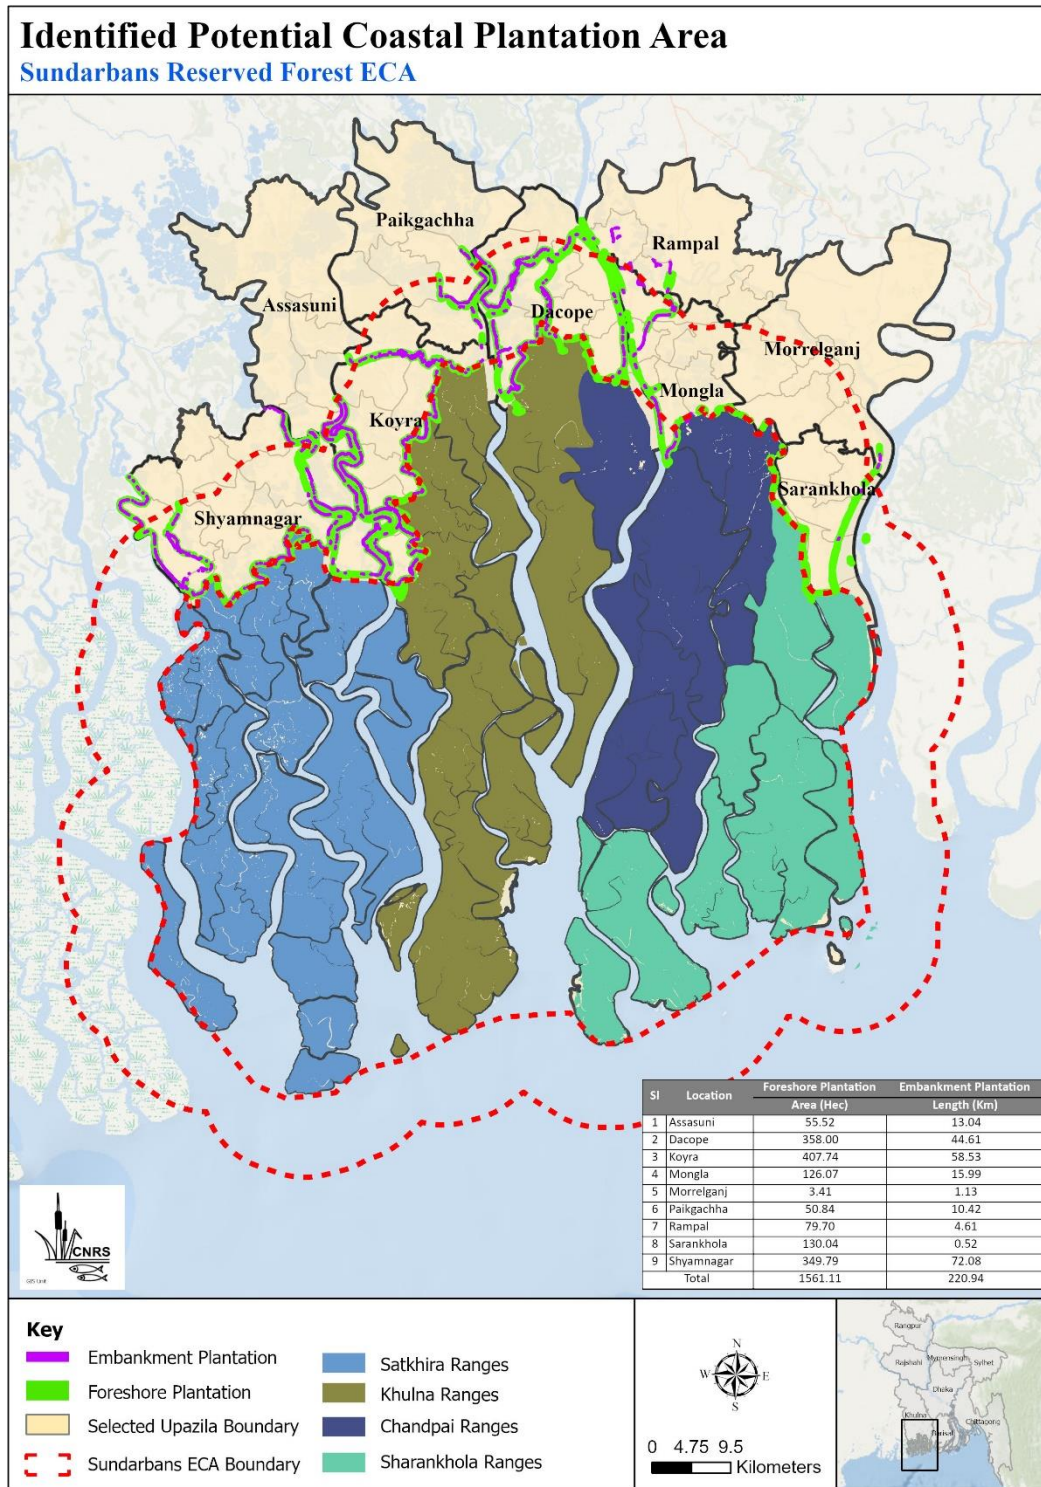 Identified Potential Coastal Plantation Area
Sundarbans Reserved Forest ECA
Paikgachha
Rampal
Assasuni
Dacope
Morrelganj
Mongla
Koyra
Sarankhola
Shyamnagar
Sl Location Foreshore Plantation Embankment Plantation
Area (Hec) Length (Km)
1 Assasuni 55.52 13.04
2 Dacope 358.00 44.61
3 Koyra 407.74 58.53
4 Mongla 126.07 15.99
5 Morrelganj 3.41 1.13
6 Paikgachha 50.84 10.42
7 Rampal 79.70 4.61
8 Sarankhola 130.04 0.52
9 Shyamnagar 349.79 72.08
Total 1561.11 220.94
CNRS
GIS Unit
Key
Embankment Plantation
Foreshore Plantation
Selected Upazila Boundary
Sundarbans ECA Boundary
Satkhira Ranges
Khulna Ranges
Chandpai Ranges
Sharankhola Ranges
N
W E
S
0 4.75 9.5
Kilometers
Rangpur
Rajshahi Mymensingh Sylhet
Dhaka
Khulna Barisal Chittagong